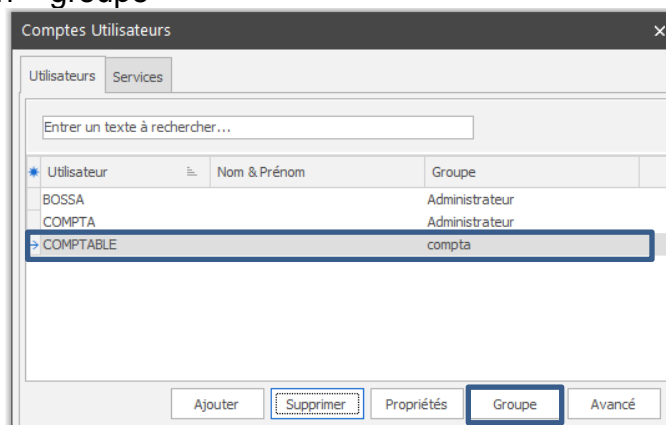 groupe
Comptes Utilisateurs ×
Utilisateurs Services
Entrer un texte à rechercher...
Utilisateur Nom & Prénom Groupe
BOSSA Administrateur
COMPTA Administrateur
COMPTABLE compta
Ajouter Supprimer Propriétés Groupe Avancé